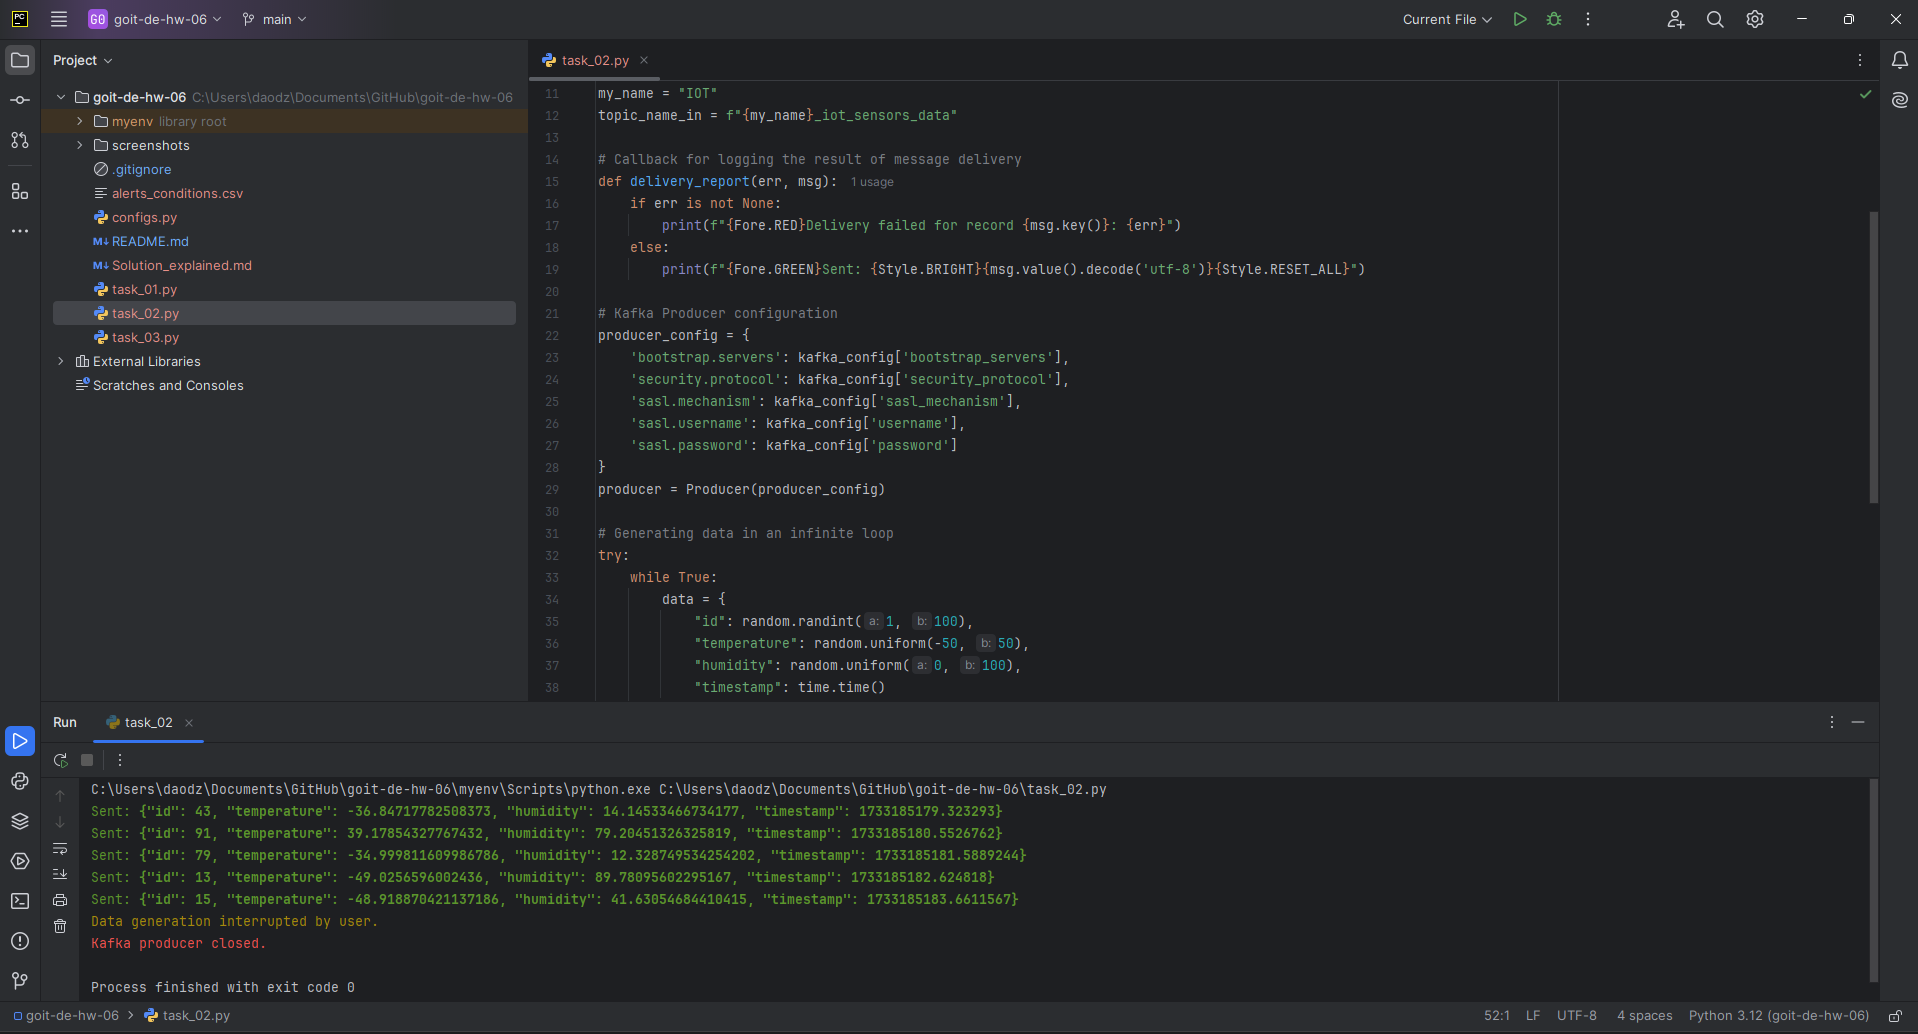 PC
GO goit-de-hw-06 main Current File
Project
task_02.py
goit-de-hw-06 C:\Users\daodz\Documents\GitHub\goit-de-hw-06
myenv library root
screenshots
.gitignore
alerts_conditions.csv
configs.py
M↓ README.md
M↓ Solution_explained.md
task_01.py
task_02.py
task_03.py
External Libraries
Scratches and Consoles
11 my_name = "IOT"
12 topic_name_in = f"{my_name}_iot_sensors_data"
13
14 # Callback for logging the result of message delivery
15 def delivery_report(err, msg): 1 usage
16 if err is not None:
17 print(f"{Fore.RED}Delivery failed for record {msg.key()}: {err}")
18 else:
19 print(f"{Fore.GREEN}Sent: {Style.BRIGHT}{msg.value().decode('utf-8')}{Style.RESET_ALL}")
20
21 # Kafka Producer configuration
22 producer_config = {
23 'bootstrap.servers': kafka_config['bootstrap_servers'],
24 'security.protocol': kafka_config['security_protocol'],
25 'sasl.mechanism': kafka_config['sasl_mechanism'],
26 'sasl.username': kafka_config['username'],
27 'sasl.password': kafka_config['password']
28 }
29 producer = Producer(producer_config)
30
31 # Generating data in an infinite loop
32 try:
33 while True:
34 data = {
35 "id": random.randint( a: 1, b: 100),
36 "temperature": random.uniform(-50, b: 50),
37 "humidity": random.uniform( a: 0, b: 100),
38 "timestamp": time.time()
Run task_02
C:\Users\daodz\Documents\GitHub\goit-de-hw-06\myenv\Scripts\python.exe C:\Users\daodz\Documents\GitHub\goit-de-hw-06\task_02.py
Sent: {"id": 43, "temperature": -36.84717782508373, "humidity": 14.14533466734177, "timestamp": 1733185179.323293}
Sent: {"id": 91, "temperature": 39.17854327767432, "humidity": 79.20451326325819, "timestamp": 1733185180.5526762}
Sent: {"id": 79, "temperature": -34.999811609986786, "humidity": 12.328749534254202, "timestamp": 1733185181.5889244}
Sent: {"id": 13, "temperature": -49.0256596002436, "humidity": 89.78095602295167, "timestamp": 1733185182.624818}
Sent: {"id": 15, "temperature": -48.918870421137186, "humidity": 41.63054684410415, "timestamp": 1733185183.6611567}
Data generation interrupted by user.
Kafka producer closed.
Process finished with exit code 0
goit-de-hw-06 > task_02.py 52:1 LF UTF-8 4 spaces Python 3.12 (goit-de-hw-06)